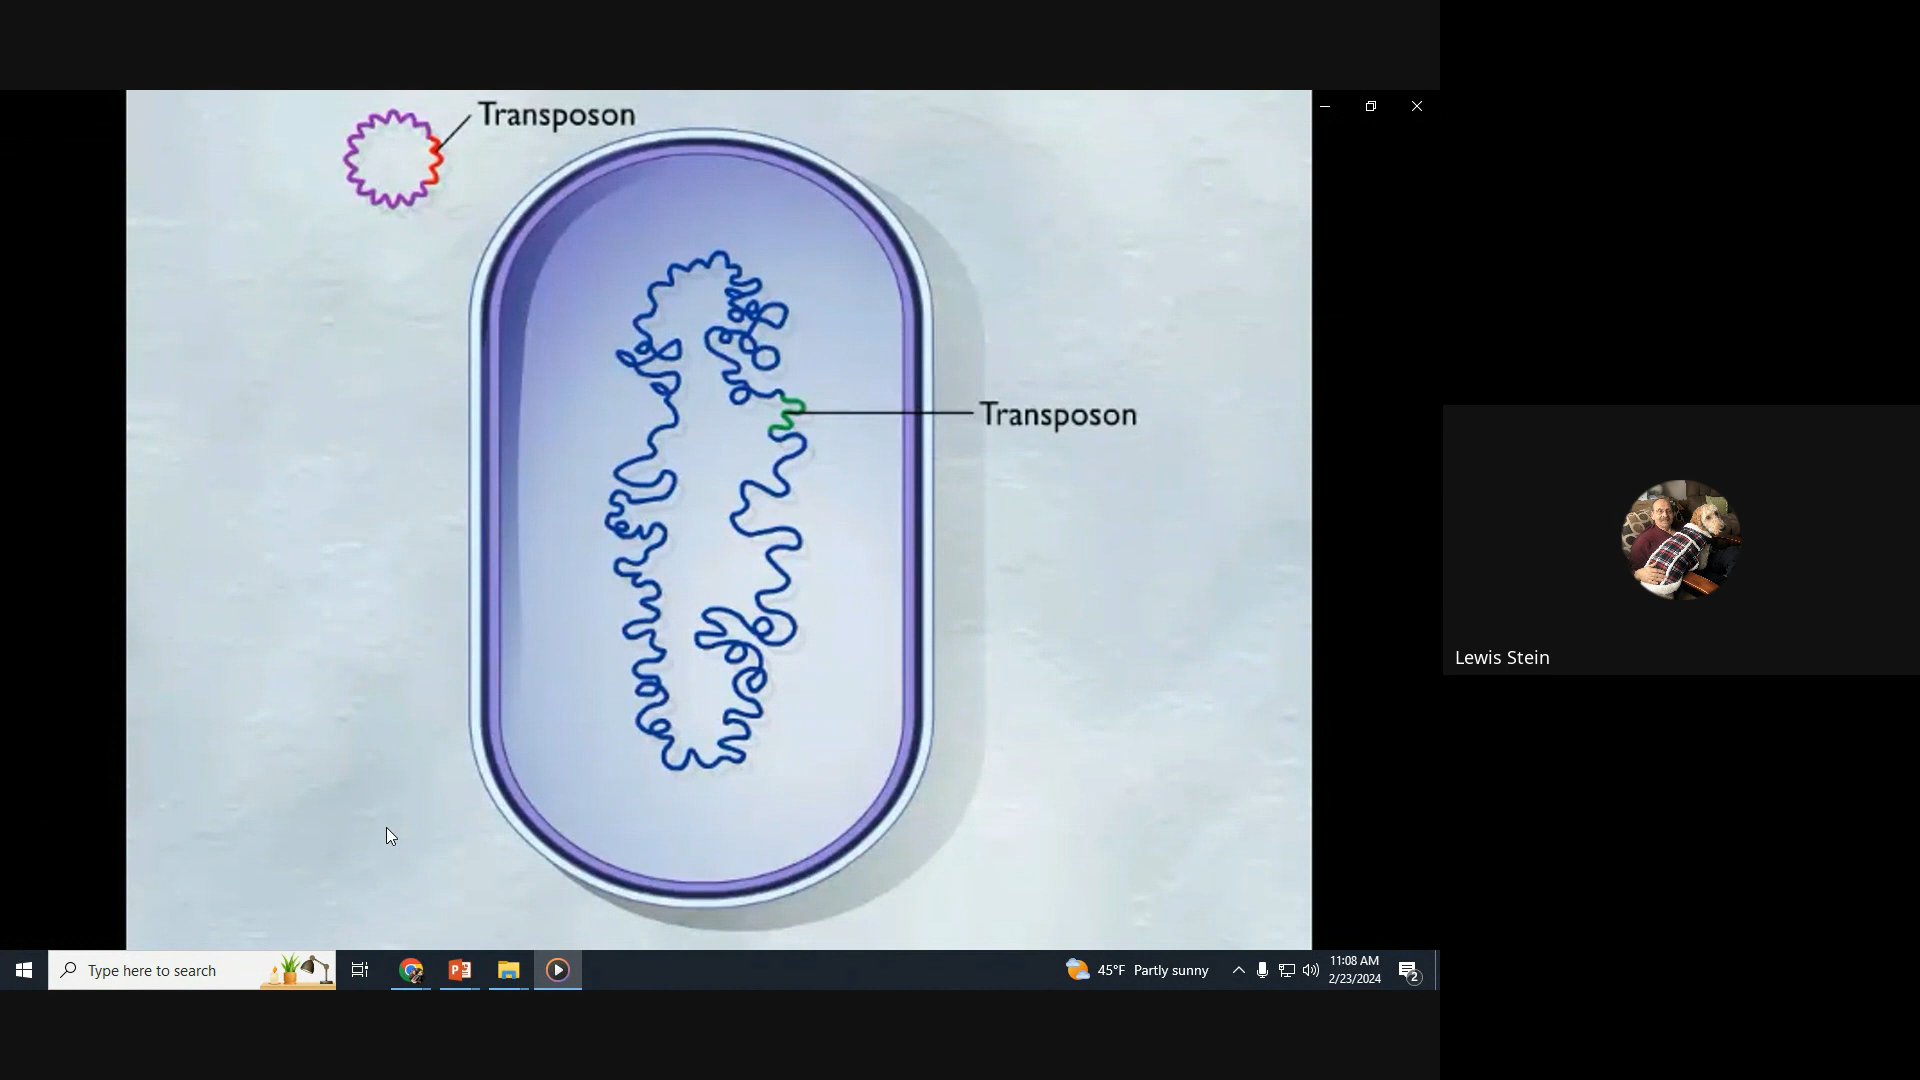 Transposon
Transposon
Lewis Stein
Type here to search
45°F Partly sunny
11:08 AM
2/23/2024
2